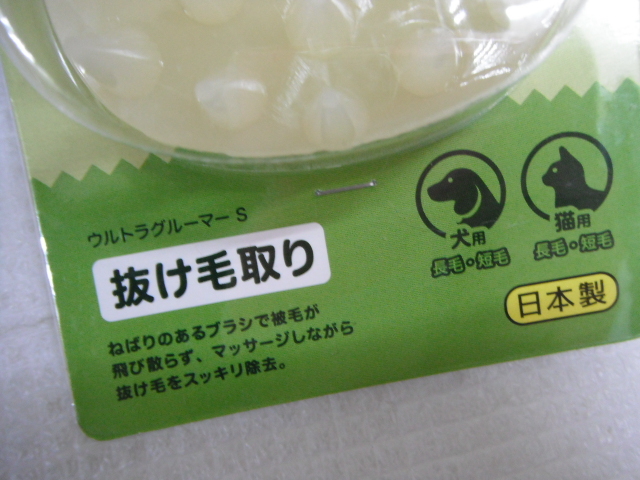 ウルトラグルーマー S
抜け毛取り
ねばりのあるブラシで被毛が
飛び散らず、マッサージしながら
抜け毛をスッキリ除去。
犬用
長毛・短毛
猫用
長毛・短毛
日本製